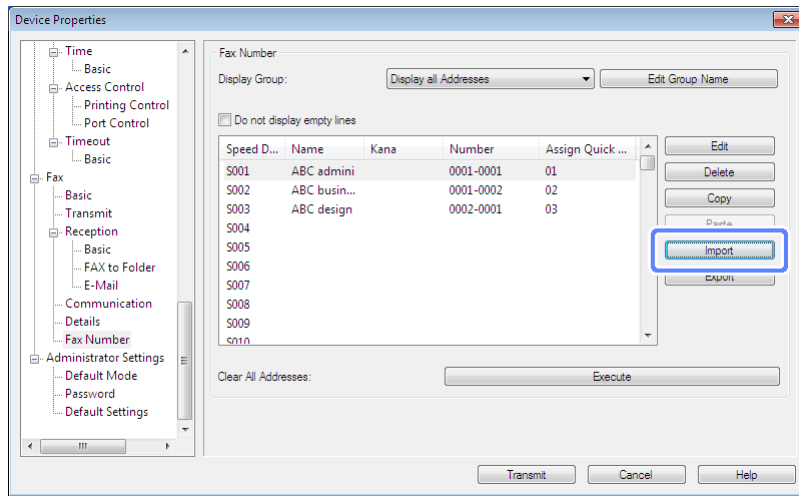 Device Properties
Time
Basic
Access Control
Printing Control
Port Control
Timeout
Basic
Fax
Basic
Transmit
Reception
Basic
FAX to Folder
E-Mail
Communication
Details
Fax Number
Administrator Settings
Default Mode
Password
Default Settings
Fax Number
Display Group: Display all Addresses Edit Group Name
Do not display empty lines
Speed D... Name Kana Number Assign Quick ...
S001 ABC admini 0001-0001 01
S002 ABC busin... 0001-0002 02
S003 ABC design 0002-0001 03
S004
S005
S006
S007
S008
S009
S010
Edit
Delete
Copy
Paste
Import
Export
Clear All Addresses: Execute
Transmit Cancel Help